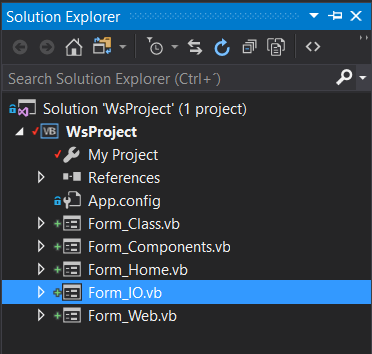 Solution Explorer
Search Solution Explorer (Ctrl+´)
Solution 'WsProject' (1 project)
VB WsProject
My Project
References
App.config
Form_Class.vb
Form_Components.vb
Form_Home.vb
Form_IO.vb
Form_Web.vb